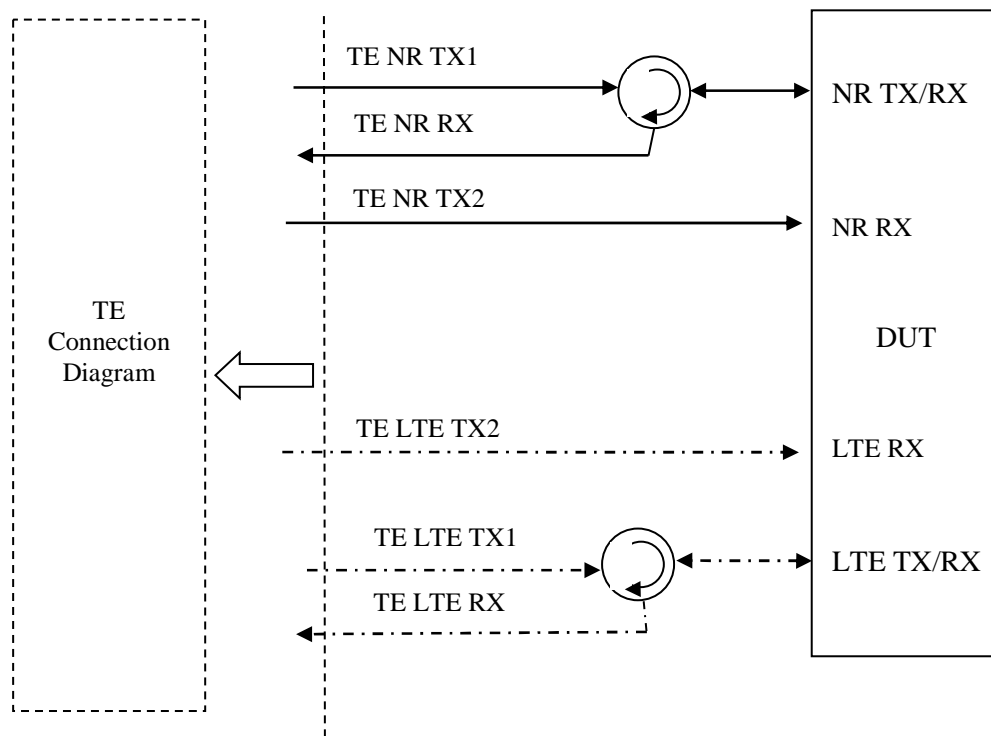 TE NR TX1
NR TX/RX
TE NR RX
TE NR TX2
NR RX
TE
Connection
Diagram
DUT
TE LTE TX2
LTE RX
TE LTE TX1
LTE TX/RX
TE LTE RX